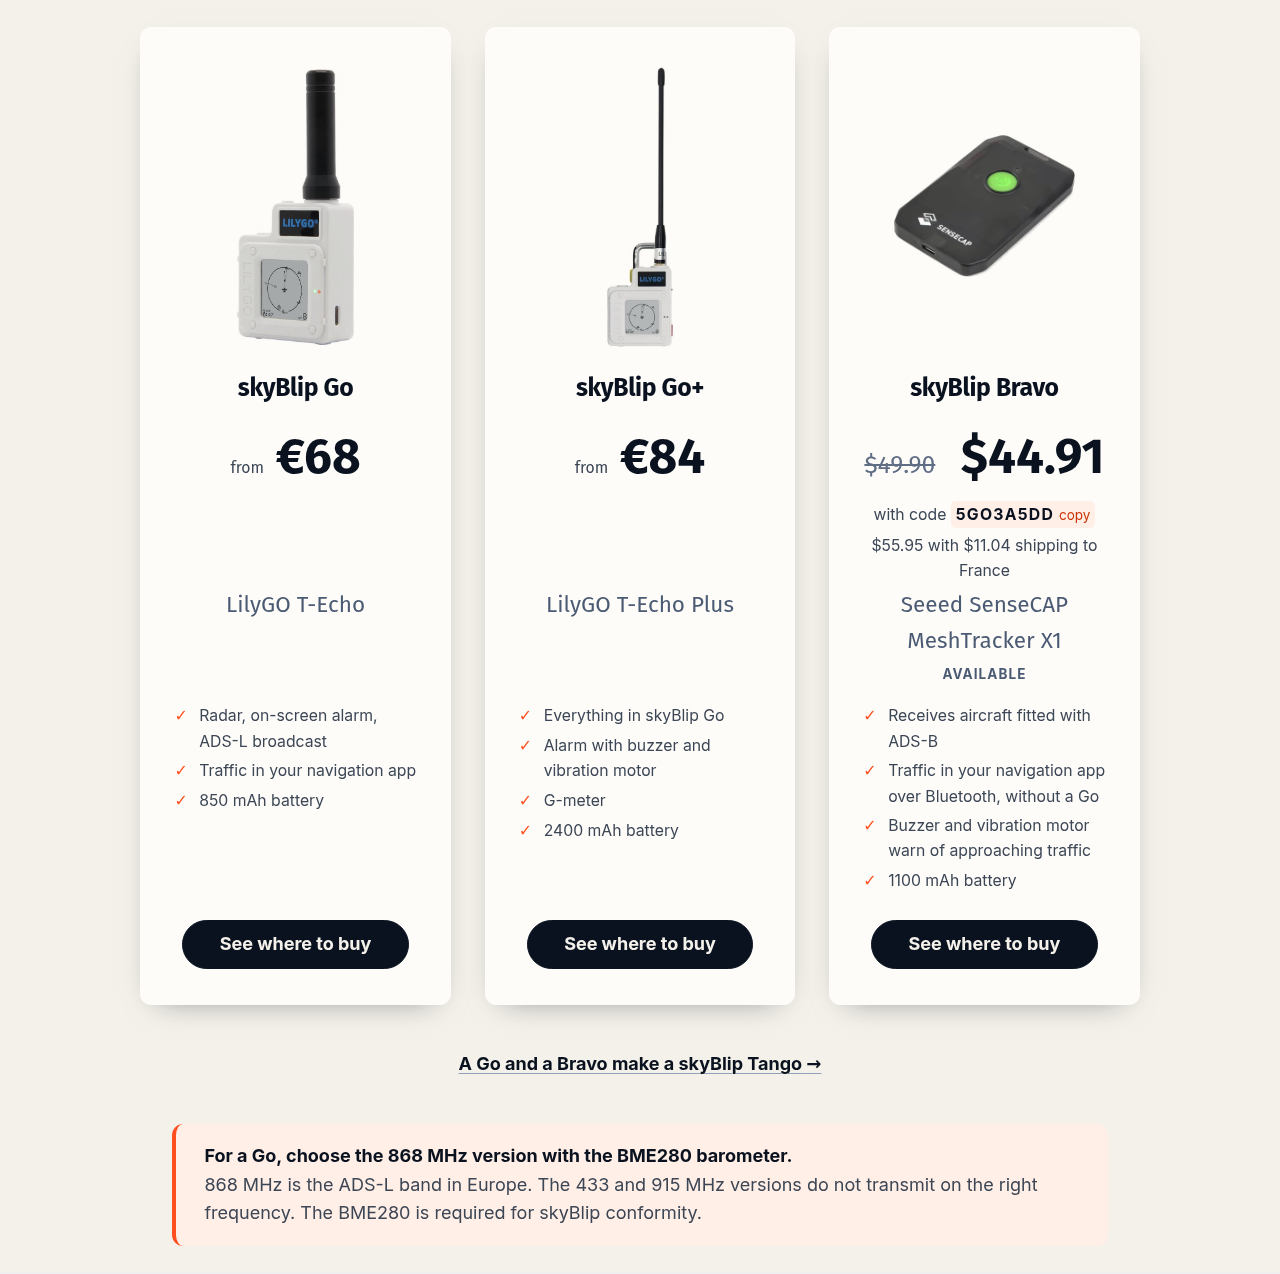 LILYGO
skyBlip Go
from €68
LilyGO T-Echo
✓ Radar, on-screen alarm,
ADS-L broadcast
✓ Traffic in your navigation app
✓ 850 mAh battery
See where to buy
LILYGO
skyBlip Go+
from €84
LilyGO T-Echo Plus
✓ Everything in skyBlip Go
✓ Alarm with buzzer and
vibration motor
✓ G-meter
✓ 2400 mAh battery
See where to buy
SENSECAP
skyBlip Bravo
$49.90 $44.91
with code 5GO3A5DD copy
$55.95 with $11.04 shipping to
France
Seeed SenseCAP
MeshTracker X1
AVAILABLE
✓ Receives aircraft fitted with
ADS-B
✓ Traffic in your navigation app
over Bluetooth, without a Go
✓ Buzzer and vibration motor
warn of approaching traffic
✓ 1100 mAh battery
See where to buy
A Go and a Bravo make a skyBlip Tango →
For a Go, choose the 868 MHz version with the BME280 barometer.
868 MHz is the ADS-L band in Europe. The 433 and 915 MHz versions do not transmit on the right
frequency. The BME280 is required for skyBlip conformity.